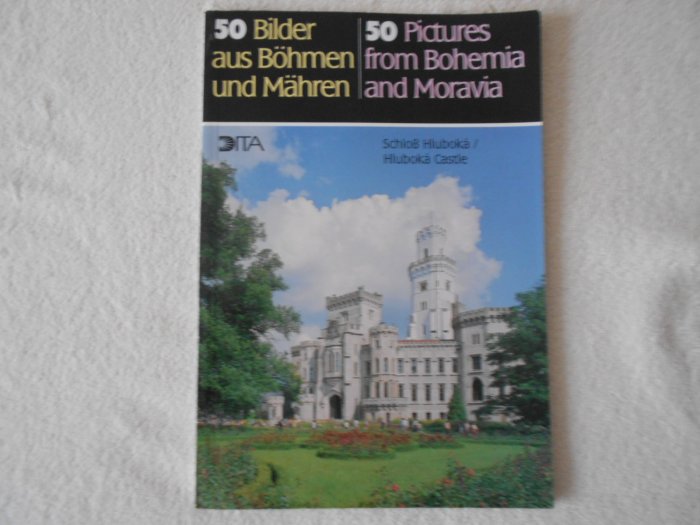 50 Bilder
aus Böhmen
und Mähren
50 Pictures
from Bohemia
and Moravia
DITA
Schloß Hluboká /
Hluboká Castle